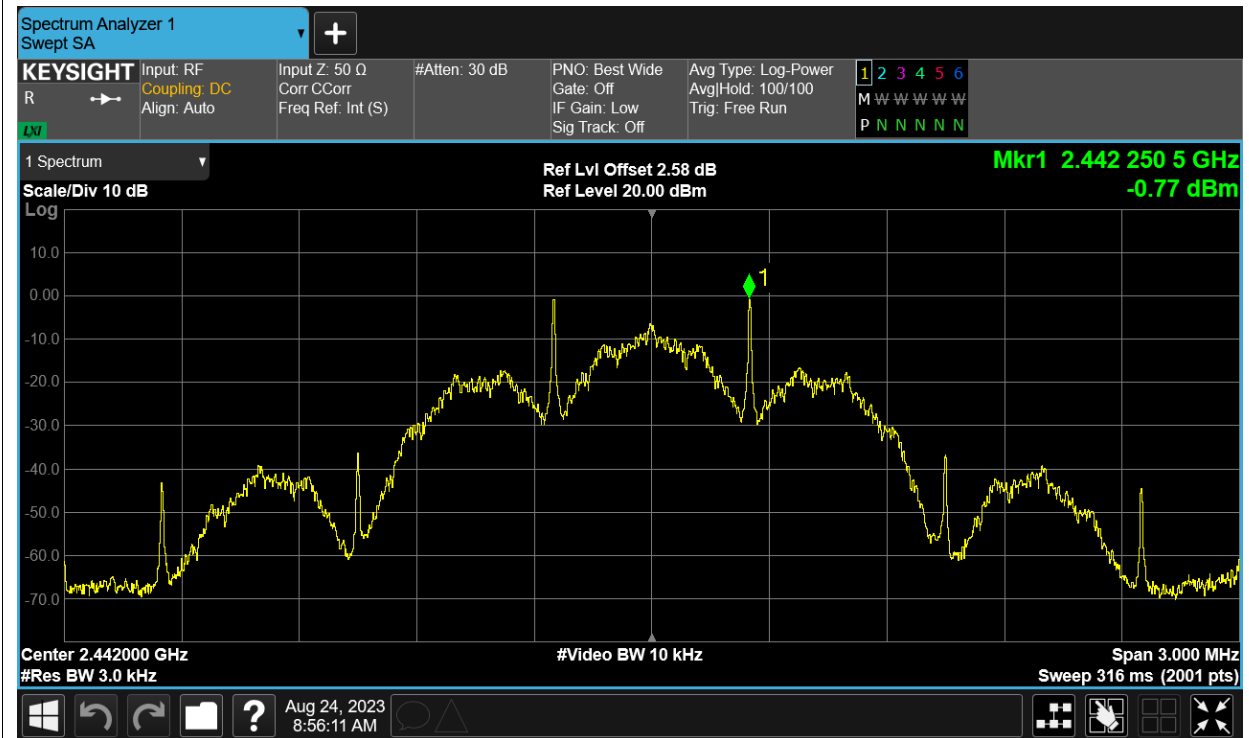 Spectrum Analyzer 1
Swept SA
+
KEYSIGHT
R
LXI
Input: RF
Coupling: DC
Align: Auto
Input Z: 50 Ω
Corr CCorr
Freq Ref: Int (S)
#Atten: 30 dB
PNO: Best Wide
Gate: Off
IF Gain: Low
Sig Track: Off
Avg Type: Log-Power
Avg|Hold: 100/100
Trig: Free Run
1 2 3 4 5 6
M W W W W W
P N N N N N
1 Spectrum
Scale/Div 10 dB
Ref Lvl Offset 2.58 dB
Ref Level 20.00 dBm
Mkr1 2.442 250 5 GHz
-0.77 dBm
Log
10.0
0.00
-10.0
-20.0
-30.0
-40.0
-50.0
-60.0
-70.0
1
Center 2.442000 GHz
#Res BW 3.0 kHz
#Video BW 10 kHz
Span 3.000 MHz
Sweep 316 ms (2001 pts)
?
Aug 24, 2023
8:56:11 AM